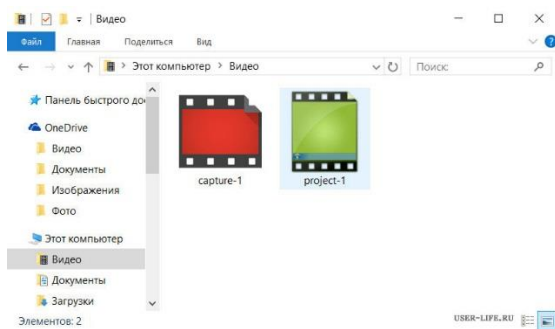 Видео
Файл Главная Поделиться Вид
Этот компьютер > Видео
Поиск:
Панель быстрого до
OneDrive
Видео
Документы
Изображения
Фото
Этот компьютер
Видео
Документы
Загрузки
capture-1
project-1
Элементов: 2
USER-LIFE.RU